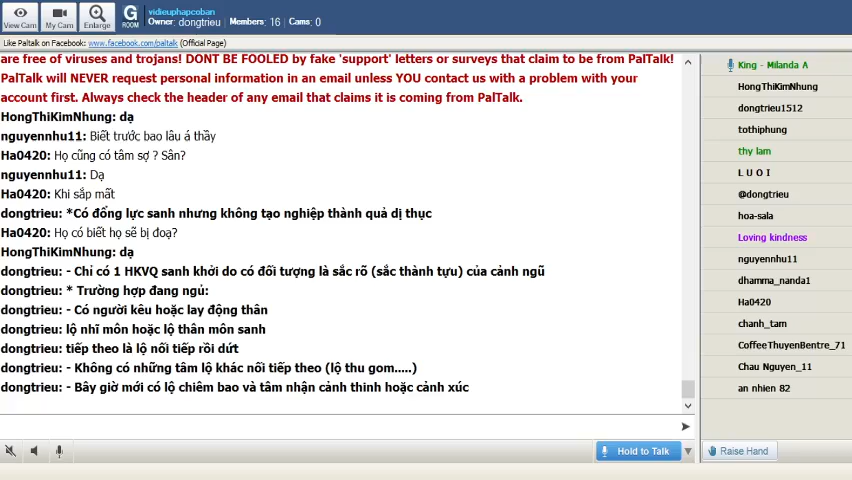 View Cam
My Cam
Enlarge
G
ROOM
vidieuphapcoban
Owner: dongtrieu Members: 16 Cams: 0
Like Paltalk on Facebook: www.facebook.com/paltalk (Official Page)
are free of viruses and trojans! DONT BE FOOLED by fake 'support' letters or surveys that claim to be from PalTalk!
PalTalk will NEVER request personal information in an email unless YOU contact us with a problem with your
account first. Always check the header of any email that claims it is coming from PalTalk.
HongThiKimNhung: dạ
nguyennhu11: Biết trước bao lâu á thầy
Ha0420: Họ cũng có tâm sợ ? Sân?
nguyennhu11: Dạ
Ha0420: Khi sắp mất
dongtrieu: *Có đổng lực sanh nhưng không tạo nghiệp thành quả dị thục
Ha0420: Họ có biết họ sẽ bị đoạ?
HongThiKimNhung: dạ
dongtrieu: - Chỉ có 1 HKVQ sanh khởi do có đối tượng là sắc rõ (sắc thành tựu) của cảnh ngũ
dongtrieu: * Trường hợp đang ngủ:
dongtrieu: - Có người kêu hoặc lay động thân
dongtrieu: lộ nhĩ môn hoặc lộ thân môn sanh
dongtrieu: tiếp theo là lộ nối tiếp rồi dứt
dongtrieu: - Không có những tâm lộ khác nối tiếp theo (lộ thu gom.....)
dongtrieu: - Bây giờ mới có lộ chiêm bao và tâm nhận cảnh thinh hoặc cảnh xúc
King - Milanda A
HongThiKimNhung
dongtrieu1512
tothiphung
thy lam
L U O I
@dongtrieu
hoa-sala
Loving kindness
nguyennhu11
dhamma_nanda1
Ha0420
chanh_tam
CoffeeThuyenBentre_71
Chau Nguyen_11
an nhien 82
Hold to Talk
Raise Hand